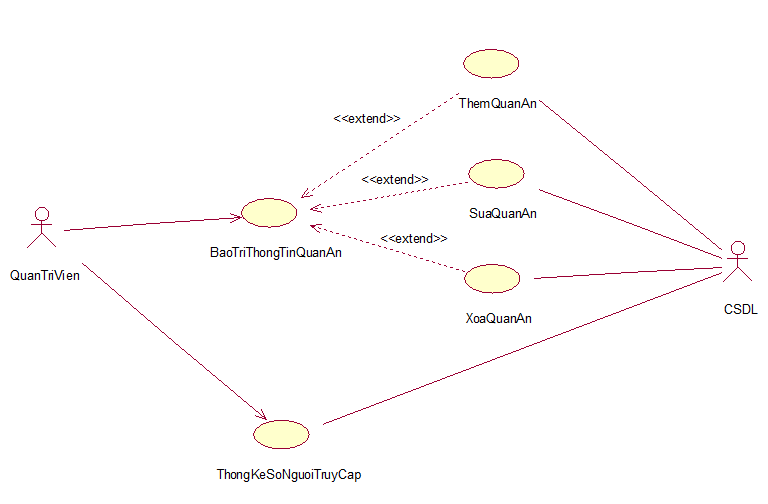 ThemQuanAn
<<extend>>
<<extend>>
SuaQuanAn
<<extend>>
BaoTriThongTinQuanAn
QuanTriVien
XoaQuanAn
CSDL
ThongKeSoNguoiTruyCap